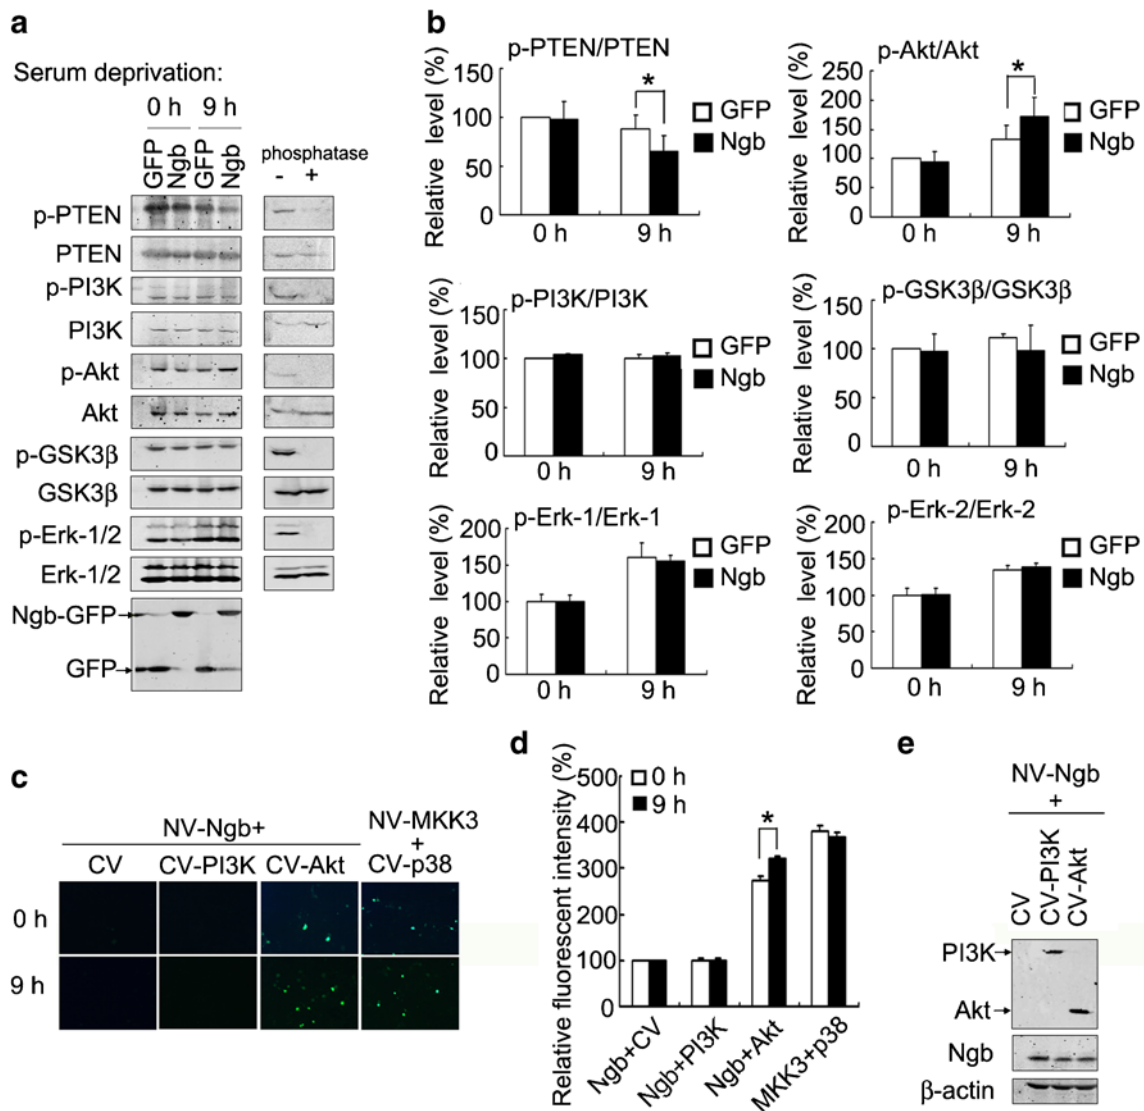 a
Serum deprivation:
0 h 9 h
GFP Ngb GFP Ngb
phosphatase
- +
p-PTEN
PTEN
p-PI3K
PI3K
p-Akt
Akt
p-GSK3β
GSK3β
p-Erk-1/2
Erk-1/2
Ngb-GFP
GFP
b
p-PTEN/PTEN
Relative level (%)
150
100
50
0
*
0 h 9 h
GFP
Ngb
p-Akt/Akt
Relative level (%)
250
200
150
100
50
0
*
0 h 9 h
GFP
Ngb
p-PI3K/PI3K
Relative level (%)
150
100
50
0
0 h 9 h
GFP
Ngb
p-GSK3β/GSK3β
Relative level (%)
150
100
50
0
0 h 9 h
GFP
Ngb
p-Erk-1/Erk-1
Relative level (%)
200
150
100
50
0
0 h 9 h
GFP
Ngb
p-Erk-2/Erk-2
Relative level (%)
200
150
100
50
0
0 h 9 h
GFP
Ngb
c
NV-Ngb+
CV CV-PI3K CV-Akt
NV-MKK3
+
CV-p38
0 h
9 h
d
Relative fluorescent intensity (%)
500
400
300
200
100
0
0 h
9 h
*
Ngb+CV
Ngb+PI3K
Ngb+Akt
MKK3+p38
e
NV-Ngb
+
CV
CV-PI3K
CV-Akt
PI3K
Akt
Ngb
β-actin